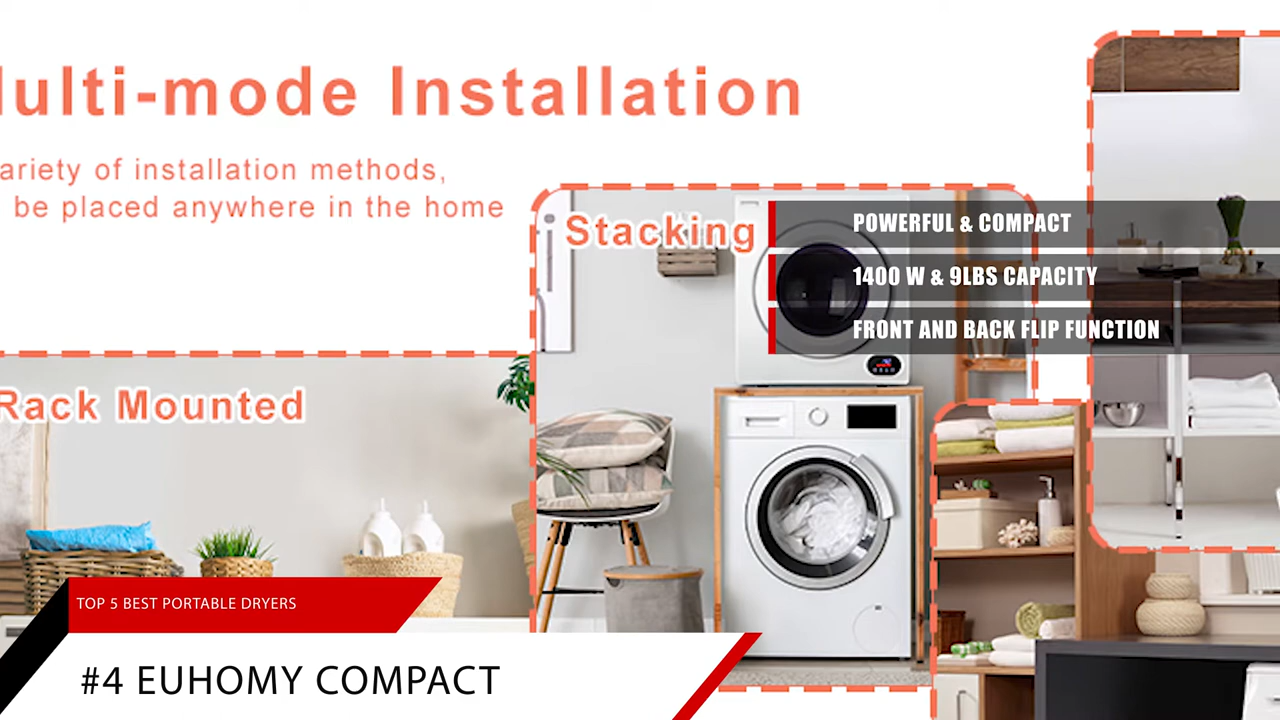 ulti-mode Installation
ariety of installation methods,
be placed anywhere in the home
Stacking
POWERFUL & COMPACT
1400 W & 9LBS CAPACITY
FRONT AND BACK FLIP FUNCTION
Rack Mounted
TOP 5 BEST PORTABLE DRYERS
#4 EUHOMY COMPACT